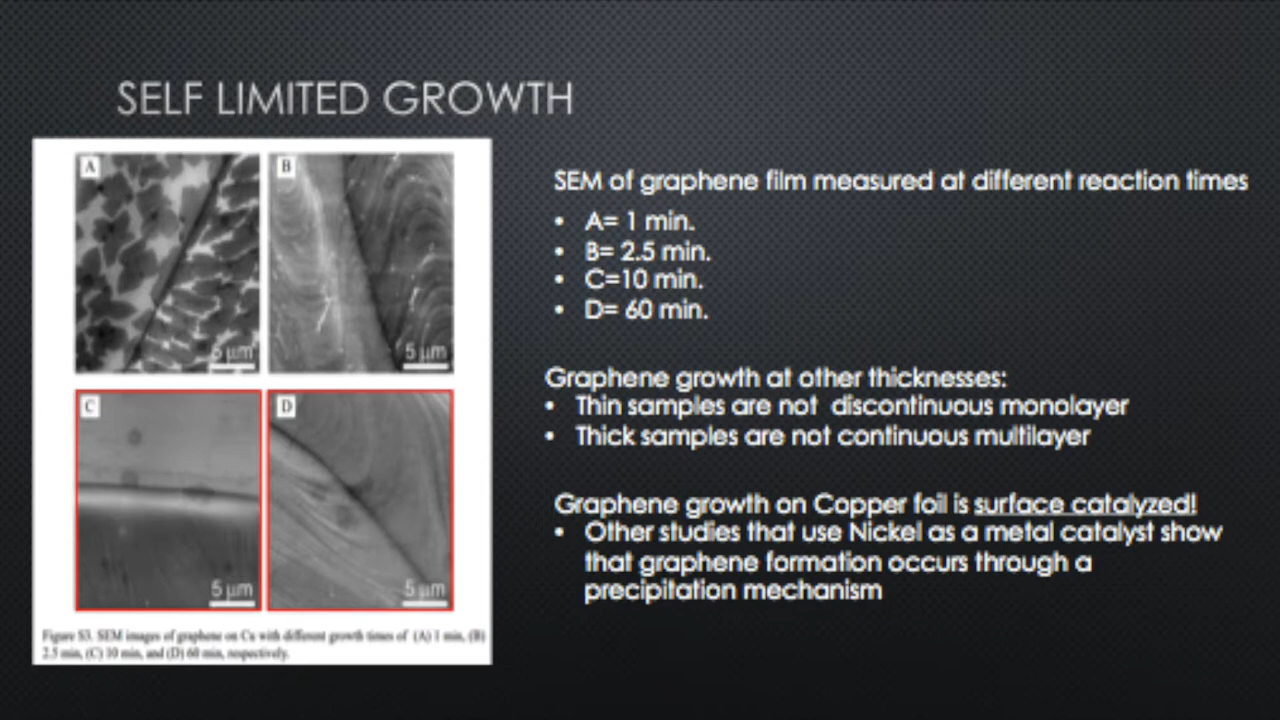 SELF LIMITED GROWTH
A
B
5 μm
5 μm
C
D
5 μm
5 μm
Figure S3. SEM images of graphene on Cu with different growth times of (A) 1 min, (B)
2.5 min, (C) 10 min, and (D) 60 min, respectively.
SEM of graphene film measured at different reaction times
• A= 1 min.
• B= 2.5 min.
• C=10 min.
• D= 60 min.
Graphene growth at other thicknesses:
• Thin samples are not discontinuous monolayer
• Thick samples are not continuous multilayer
Graphene growth on Copper foil is surface catalyzed!
• Other studies that use Nickel as a metal catalyst show
that graphene formation occurs through a
precipitation mechanism